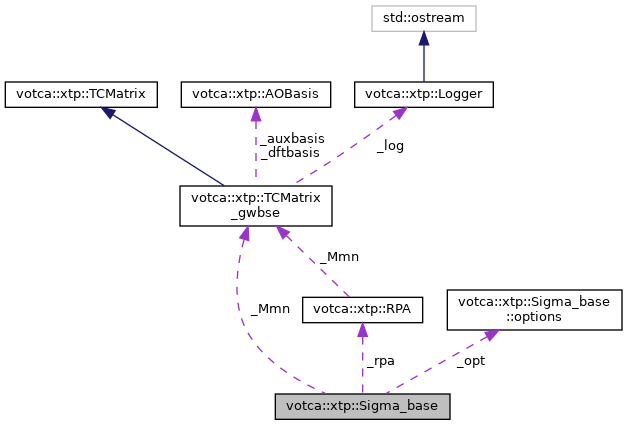 std::ostream
votca::xtp::TCMatrix
votca::xtp::AOBasis
votca::xtp::Logger
_auxbasis
_dftbasis
_log
votca::xtp::TCMatrix
_gwbse
_Mmn
_Mmn
votca::xtp::RPA
votca::xtp::Sigma_base
::options
_rpa
_opt
votca::xtp::Sigma_base